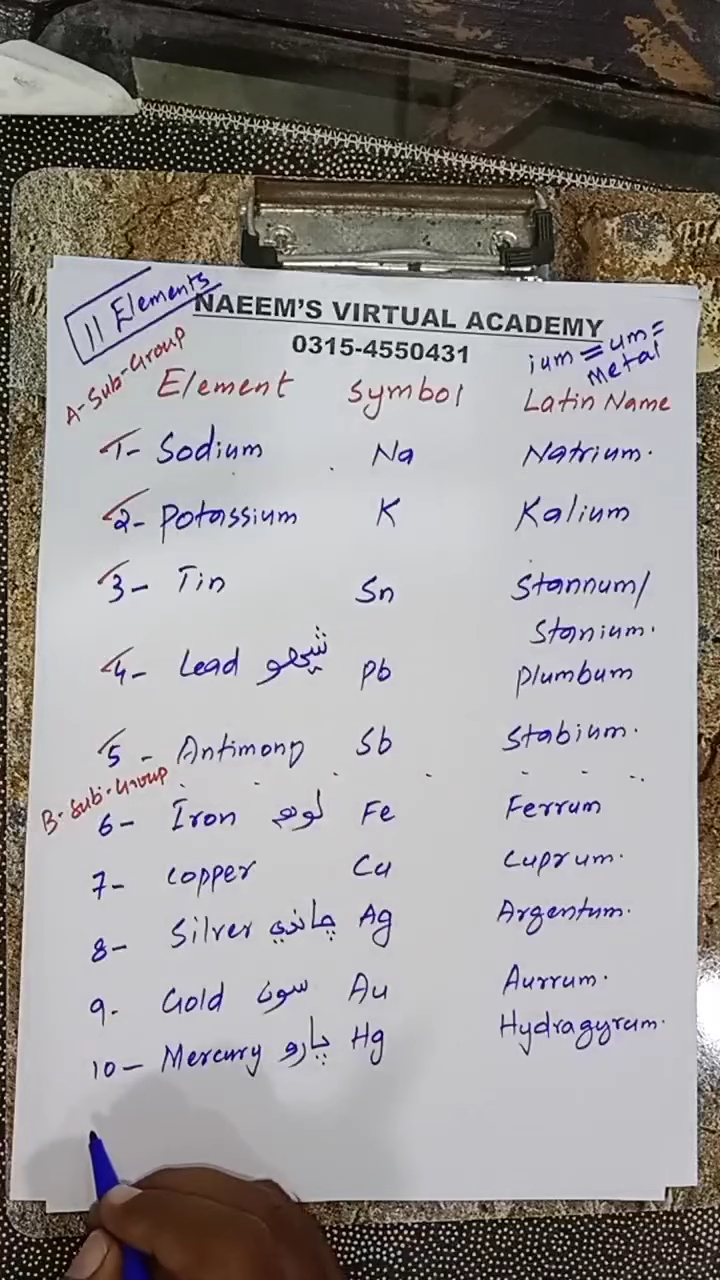 11 Elements
NAEEM'S VIRTUAL ACADEMY
0315-4550431
ium = um =
Metal
A-Sub-Group
Element Symbol Latin Name
1- Sodium Na Natrium.
2- Potassium K Kalium
3- Tin Sn Stannum/
Stanium.
4- Lead شيهو Pb Plumbum
5- Antimony Sb Stabium.
B-Sub-Group
6- Iron لوھ Fe Ferrum
7- Copper Cu Cuprum.
8- Silver چاندي Ag Argentum.
9- Gold سون Au Aurrum.
10- Mercury پارو Hg Hydragyrum.